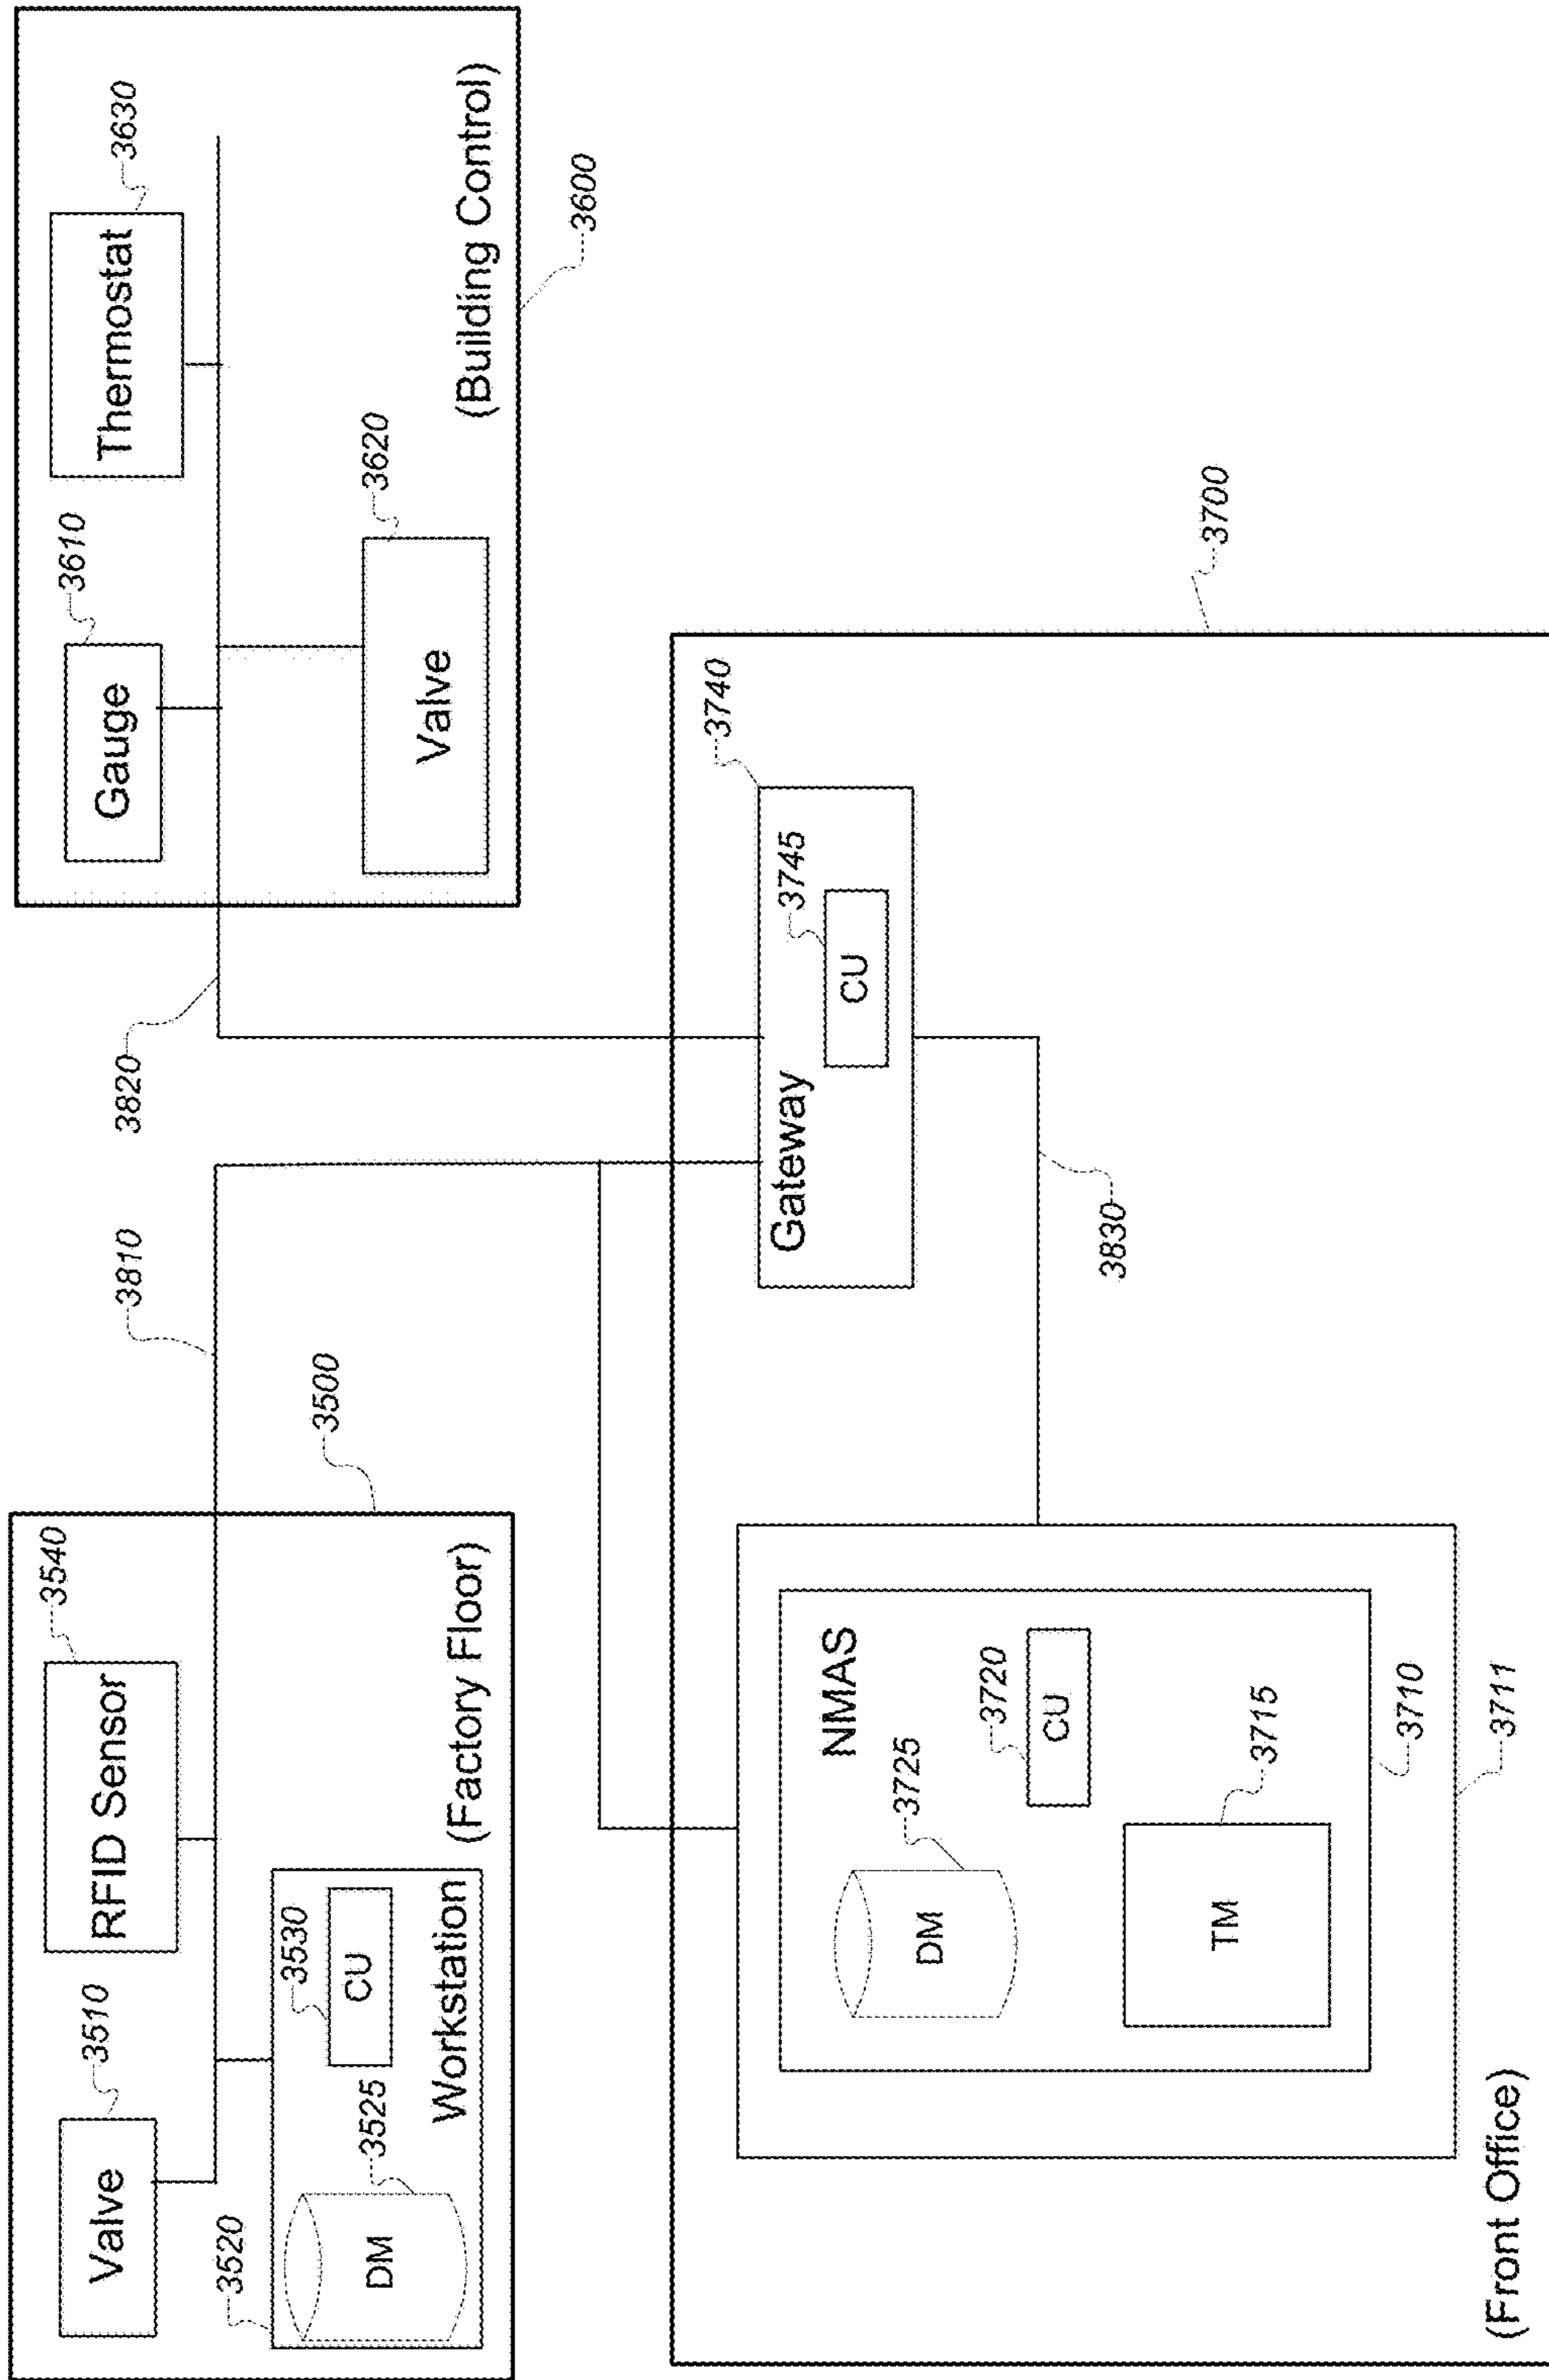 3540
3510
Valve
RFID Sensor
3520
3530
CU
3525
DM
Workstation
(Factory Floor)
3500
3810
3820
3610
3630
Gauge
Thermostat
3620
Valve
(Building Control)
3600
3700
3740
3745
Gateway
CU
3830
NMAS
3725
3720
DM
CU
3715
TM
3710
3711
(Front Office)